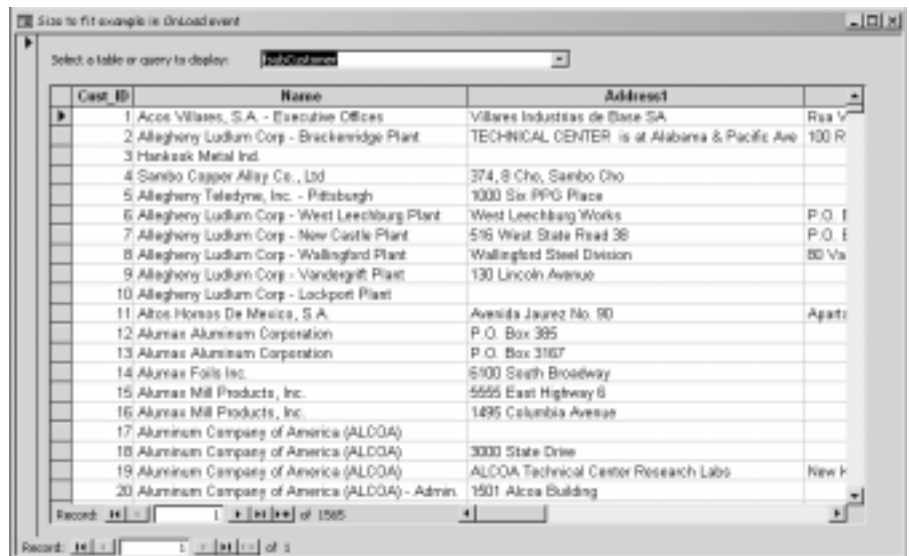 Size to fit example in OnLoad event
Select a table or query to display:
Cust_ID Name Address1
1 Acos Villares, S.A. - Executive Offices Villares Industrias de Base SA Rua V
2 Allegheny Ludlum Corp - Brackenridge Plant TECHNICAL CENTER is at Alabama & Pacific Ave 100 R
3 Hankook Metal Ind.
4 Sambo Copper Alloy Co., Ltd 374, 8 Cho, Sambo Cho
5 Allegheny Teledyne, Inc. - Pittsburgh 1000 Six PPG Place
6 Allegheny Ludlum Corp - West Leechburg Plant West Leechburg Works P.O.
7 Allegheny Ludlum Corp - New Castle Plant 516 West State Road 38 P.O.
8 Allegheny Ludlum Corp - Wallingford Plant Wallingford Steel Division 80 Va
9 Allegheny Ludlum Corp - Vandergrift Plant 130 Lincoln Avenue
10 Allegheny Ludlum Corp - Lockport Plant
11 Altos Hornos De Mexico, S.A. Avenida Jaurez No. 90 Aparta
12 Alumax Aluminum Corporation P.O. Box 385
13 Alumax Aluminum Corporation P.O. Box 3167
14 Alumax Foils Inc. 6100 South Broadway
15 Alumax Mill Products, Inc. 5555 East Highway 6
16 Alumax Mill Products, Inc. 1495 Columbia Avenue
17 Aluminum Company of America (ALCOA)
18 Aluminum Company of America (ALCOA) 3000 State Drive
19 Aluminum Company of America (ALCOA) ALCOA Technical Center Research Labs New K
20 Aluminum Company of America (ALCOA) - Admin. 1501 Alcoa Building
Record: 1 of 1565
Record: 1 of 1